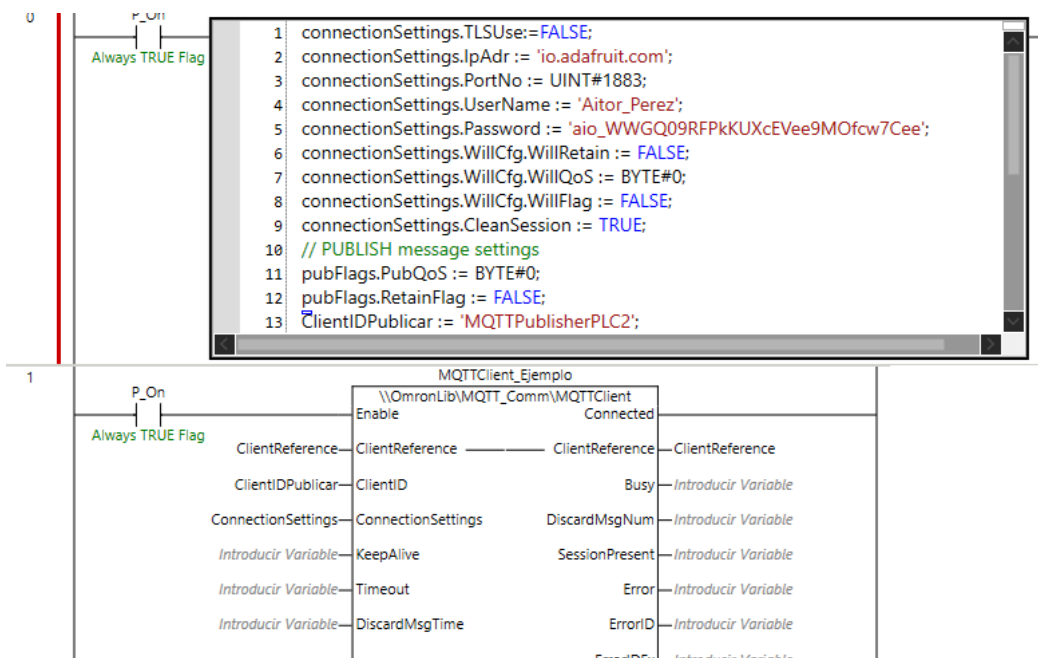 0
P_On
Always TRUE Flag
1 connectionSettings.TLSUse:=FALSE;
2 connectionSettings.IpAdr := 'io.adafruit.com';
3 connectionSettings.PortNo := UINT#1883;
4 connectionSettings.UserName := 'Aitor_Perez';
5 connectionSettings.Password := 'aio_WWGQ09RFPkKUXcEVee9MOfcw7Cee';
6 connectionSettings.WillCfg.WillRetain := FALSE;
7 connectionSettings.WillCfg.WillQoS := BYTE#0;
8 connectionSettings.WillCfg.WillFlag := FALSE;
9 connectionSettings.CleanSession := TRUE;
10 // PUBLISH message settings
11 pubFlags.PubQoS := BYTE#0;
12 pubFlags.RetainFlag := FALSE;
13 ClientIDPublicar := 'MQTTPublisherPLC2';
1
P_On
Always TRUE Flag
MQTTClient_Ejemplo
\\OmronLib\MQTT_Comm\MQTTClient
Enable Connected
ClientReference ClientReference ClientReference ClientReference
ClientIDPublicar ClientID Busy Introducir Variable
ConnectionSettings ConnectionSettings DiscardMsgNum Introducir Variable
Introducir Variable KeepAlive SessionPresent Introducir Variable
Introducir Variable Timeout Error Introducir Variable
Introducir Variable DiscardMsgTime ErrorID Introducir Variable
ErrorIDEx Introducir Variable